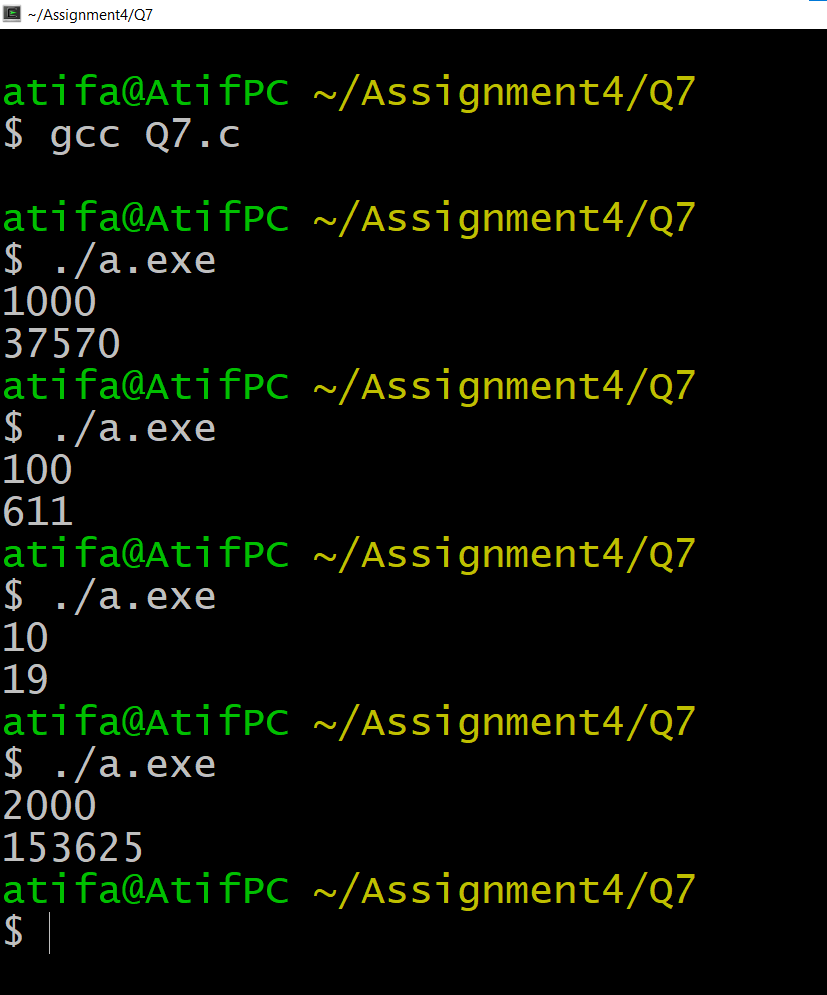 ~/Assignment4/Q7
atifa@AtifPC ~/Assignment4/Q7
$ gcc Q7.c
atifa@AtifPC ~/Assignment4/Q7
$ ./a.exe
1000
37570
atifa@AtifPC ~/Assignment4/Q7
$ ./a.exe
100
611
atifa@AtifPC ~/Assignment4/Q7
$ ./a.exe
10
19
atifa@AtifPC ~/Assignment4/Q7
$ ./a.exe
2000
153625
atifa@AtifPC ~/Assignment4/Q7
$